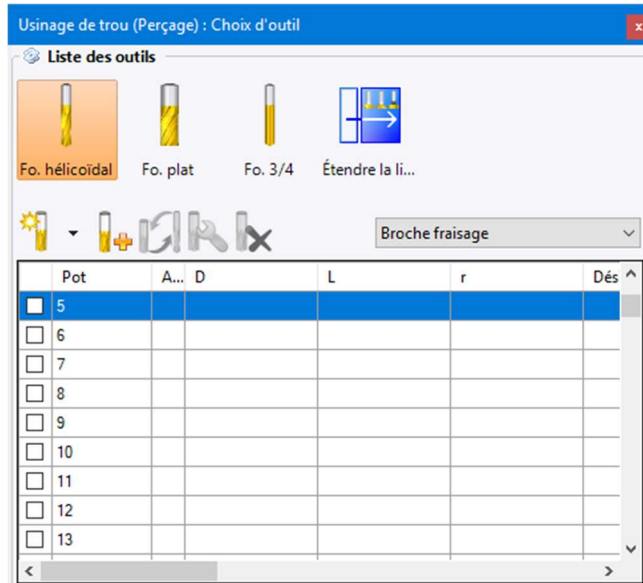 Usinage de trou (Perçage) : Choix d'outil
x
Liste des outils
Fo. hélicoïdal Fo. plat Fo. 3/4 Étendre la li...
Broche fraisage
Pot A... D L r Dés
5
6
7
8
9
10
11
12
13